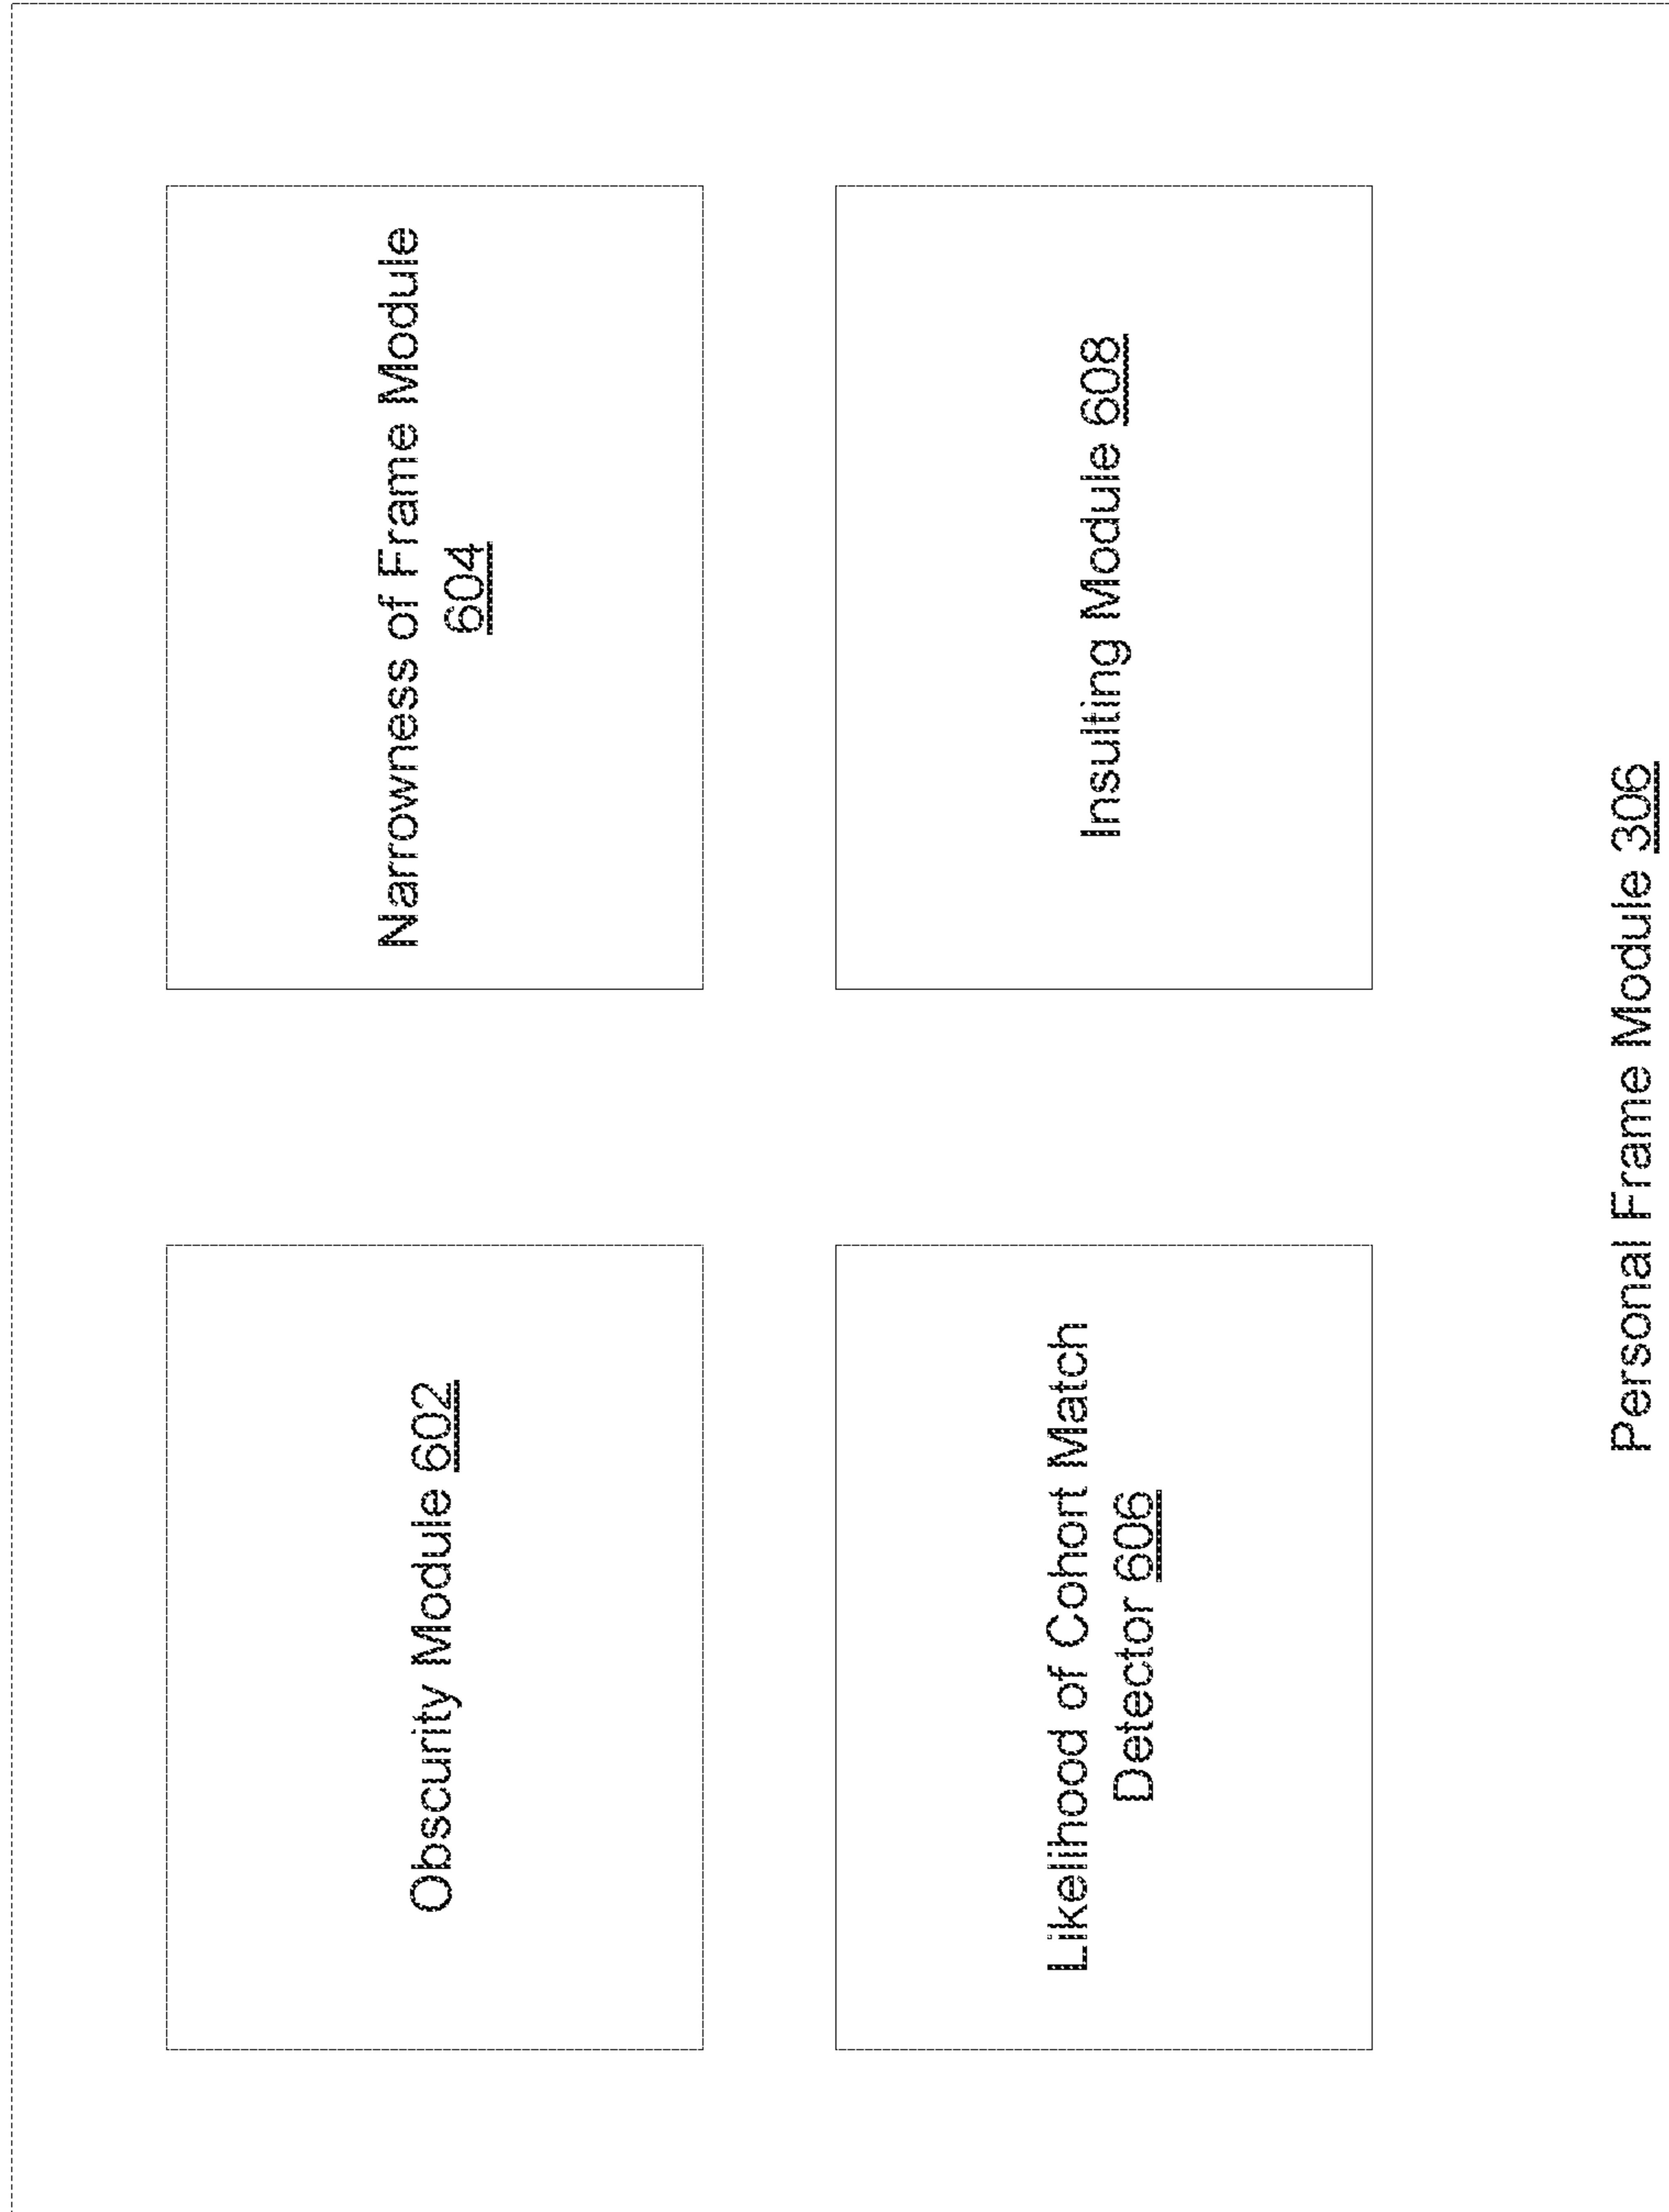 Obscurity Module 602
Narrowness of Frame Module
604
Likelihood of Cohort Match
Detector 606
Insulting Module 608
Personal Frame Module 306